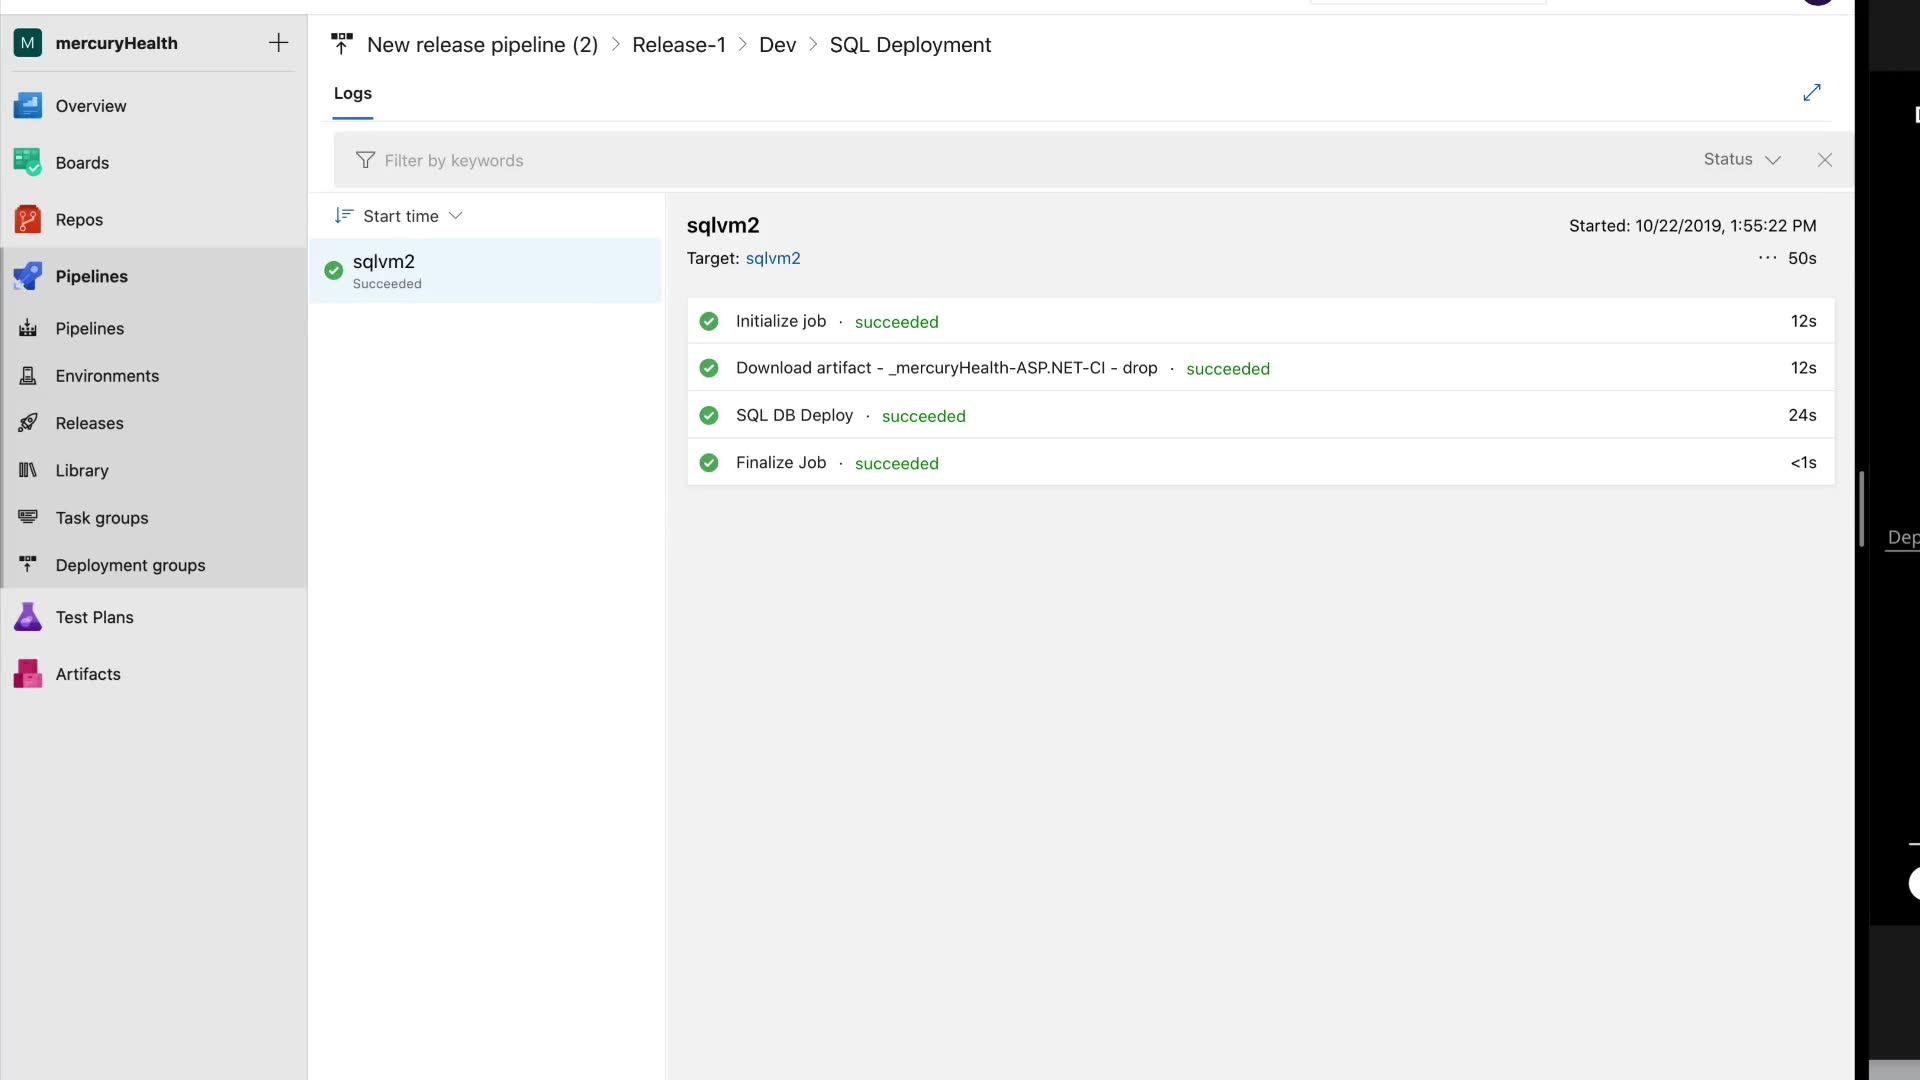 M mercuryHealth
Overview
Boards
Repos
Pipelines
Pipelines
Environments
Releases
Library
Task groups
Deployment groups
Test Plans
Artifacts
New release pipeline (2) > Release-1 > Dev > SQL Deployment
Logs
Filter by keywords
Status
Start time
sqlvm2
Succeeded
sqlvm2
Started: 10/22/2019, 1:55:22 PM
Target: sqlvm2
··· 50s
Initialize job · succeeded 12s
Download artifact - _mercuryHealth-ASP.NET-CI - drop · succeeded 12s
SQL DB Deploy · succeeded 24s
Finalize Job · succeeded <1s
Dep